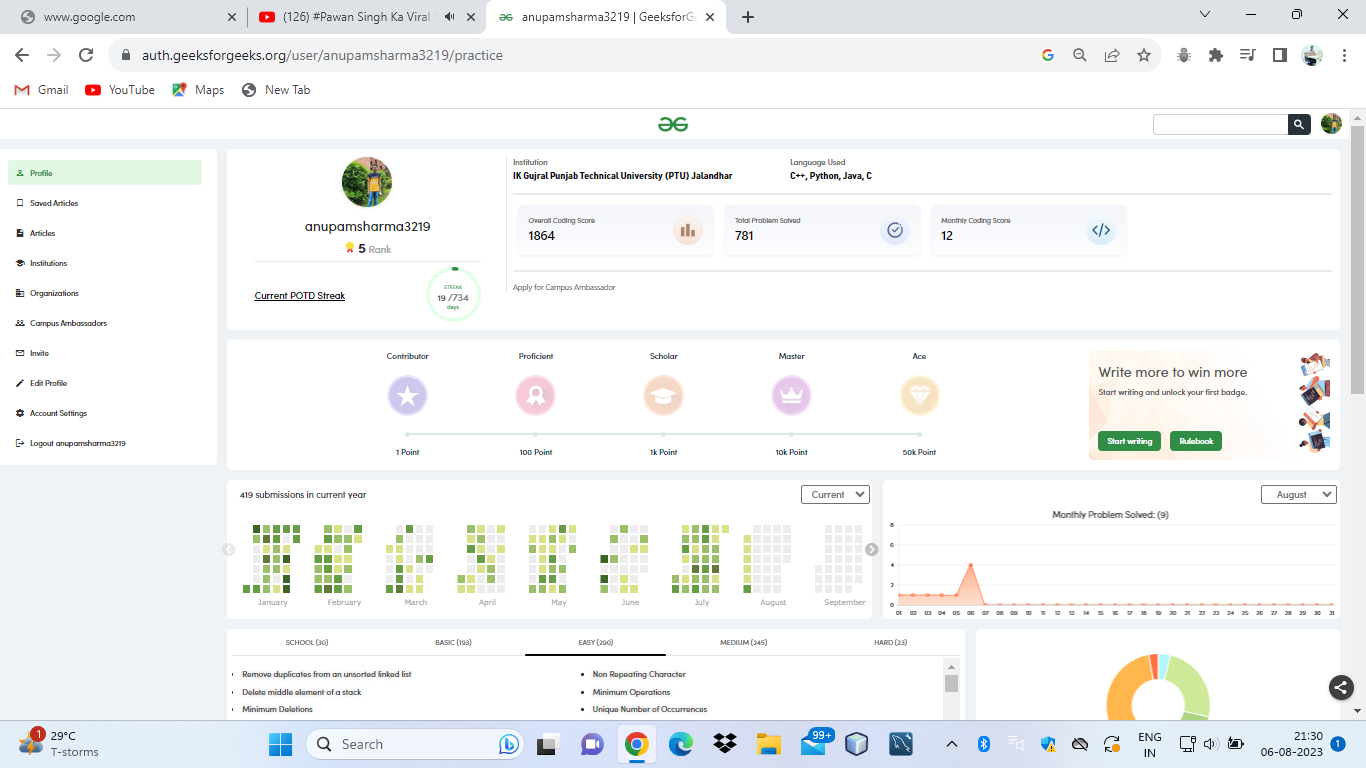 www.google.com
(126) #Pawan Singh Ka Viral
anupamsharma3219 | GeeksforG
auth.geeksforgeeks.org/user/anupamsharma3219/practice
Gmail
YouTube
Maps
New Tab
Profile
Saved Articles
Articles
Institutions
Organizations
Campus Ambassadors
Invite
Edit Profile
Account Settings
Logout anupamsharma3219
anupamsharma3219
5 Rank
Current POTD Streak
STREAK
19 /734
days
Institution
IK Gujral Punjab Technical University (PTU) Jalandhar
Language Used
C++, Python, Java, C
Overall Coding Score
1864
Total Problem Solved
781
Monthly Coding Score
12
Apply for Campus Ambassador
Contributor Proficient Scholar Master Ace
1 Point 100 Point 1k Point 10k Point 50k Point
Write more to win more
Start writing and unlock your first badge.
Start writing Rulebook
419 submissions in current year
Current
January February March April May June July August September
August
Monthly Problem Solved: (9)
8
6
4
2
0
01 02 03 04 05 06 07 08 09 10 11 12 13 14 15 16 17 18 19 20 21 22 23 24 25 26 27 28 29 30 31
SCHOOL (30) BASIC (193) EASY (290) MEDIUM (245) HARD (23)
Remove duplicates from an unsorted linked list
Delete middle element of a stack
Minimum Deletions
Non Repeating Character
Minimum Operations
Unique Number of Occurrences
1
29°C
T-storms
Search
99+
ENG
IN
21:30
06-08-2023
1